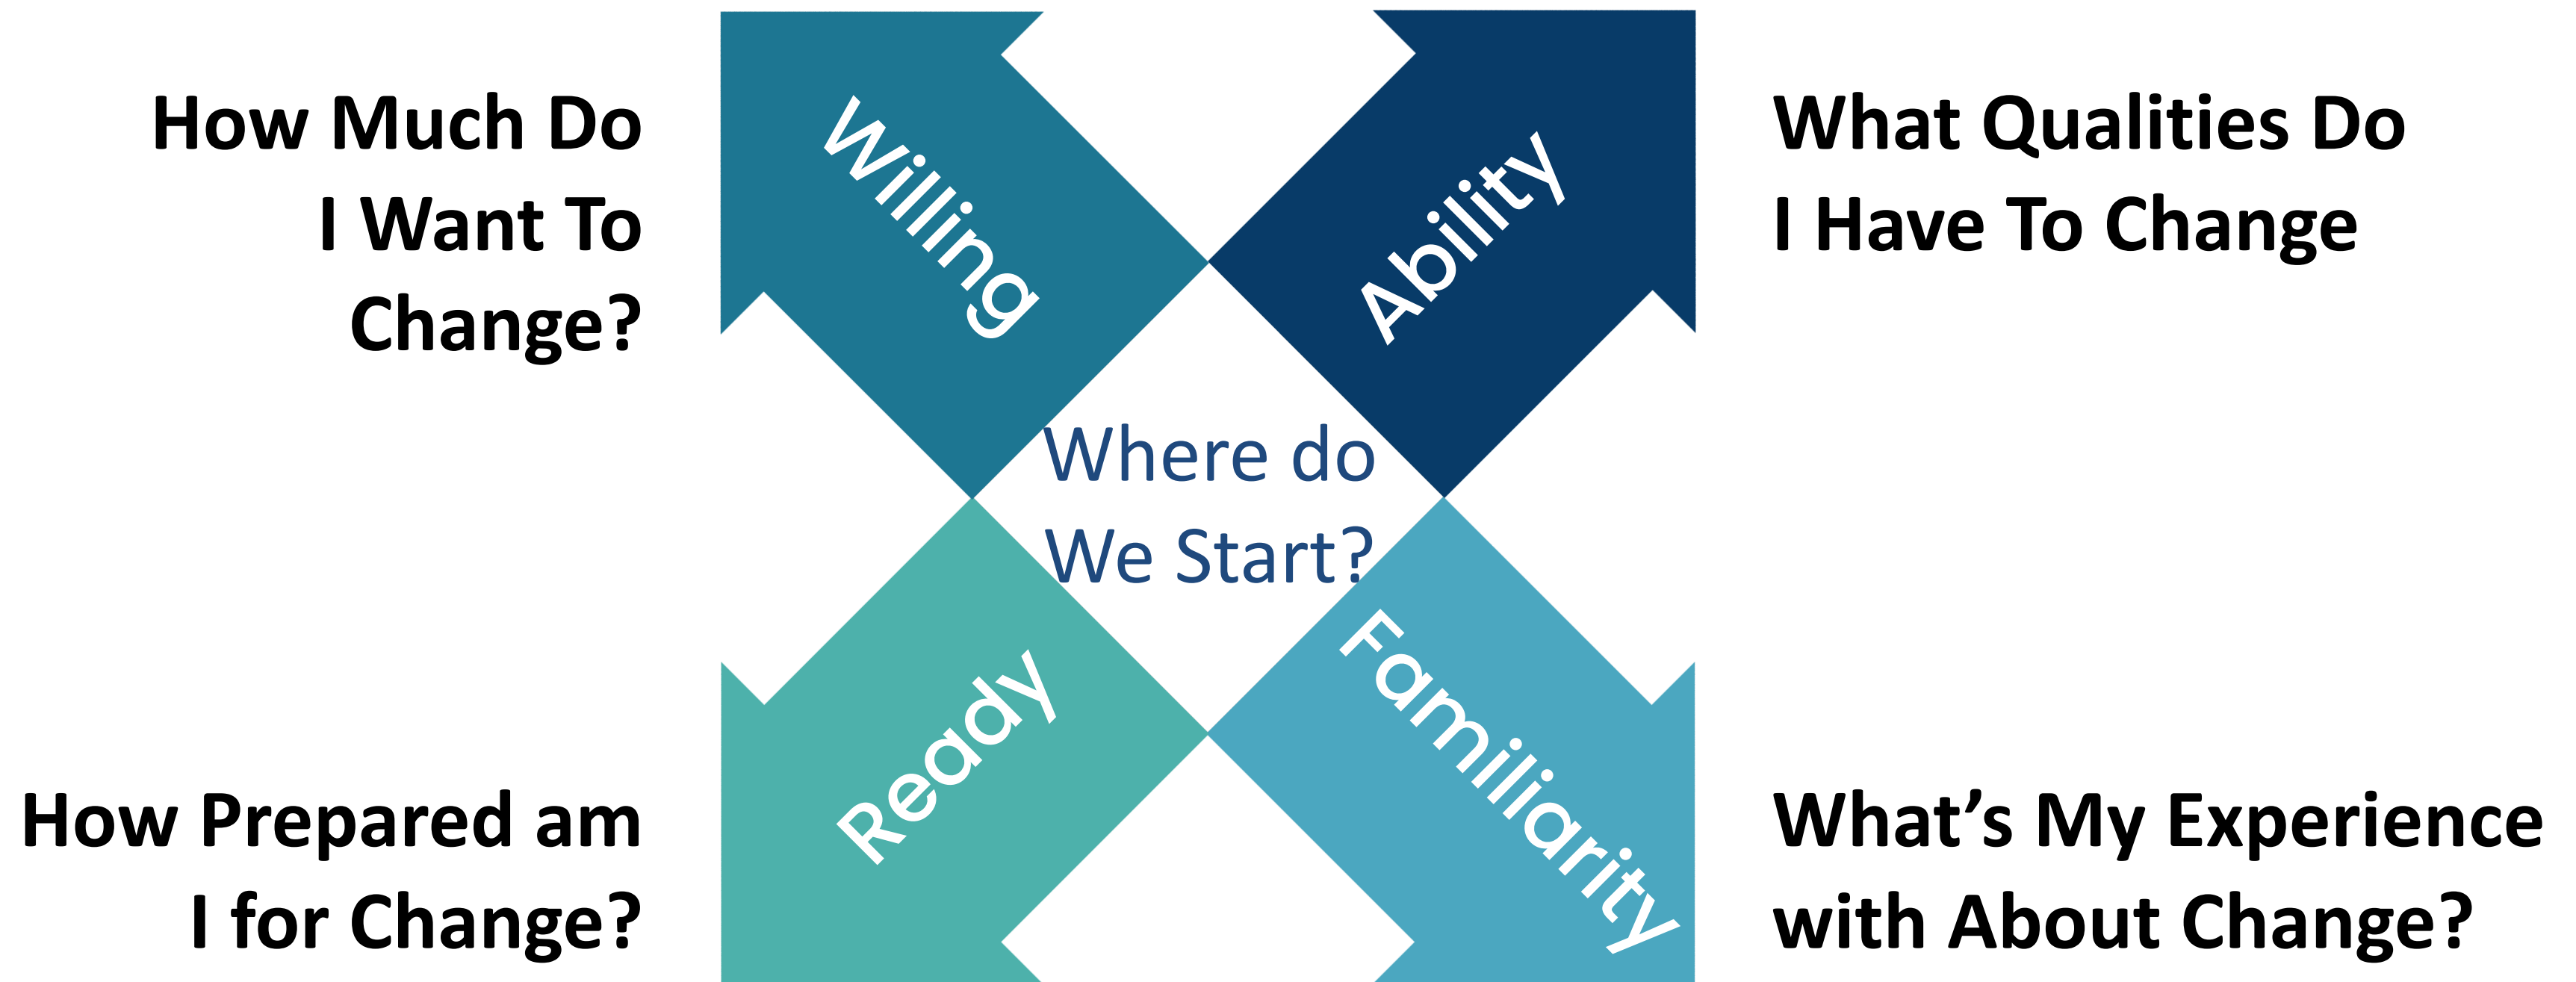 How Much Do
I Want To
Change?
Willing
Ability
What Qualities Do
I Have To Change
Where do
We Start?
How Prepared am
I for Change?
Ready
Familiarity
What’s My Experience
with About Change?